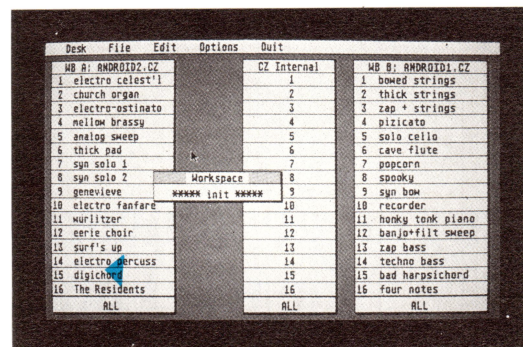 Desk File Edit Options Quit
WB A: ANDROID2.CZ
1 electro celest'l
2 church organ
3 electro-ostinato
4 mellow brassy
5 analog sweep
6 thick pad
7 syn solo 1
8 syn solo 2
9 genevieve
10 electro fanfare
11 wurlitzer
12 eerie choir
13 surf's up
14 electro percuss
15 digichord
16 The Residents
ALL
CZ Internal
1
2
3
4
5
6
7
8
9
10
11
12
13
14
15
16
ALL
Workspace
***** init *****
WB B: ANDROID1.CZ
1 bowed strings
2 thick strings
3 zap + strings
4 pizicato
5 solo cello
6 cave flute
7 popcorn
8 spooky
9 syn bow
10 recorder
11 honky tonk piano
12 banjo+filt sweep
13 zap bass
14 techno bass
15 bad harpsichord
16 four notes
ALL